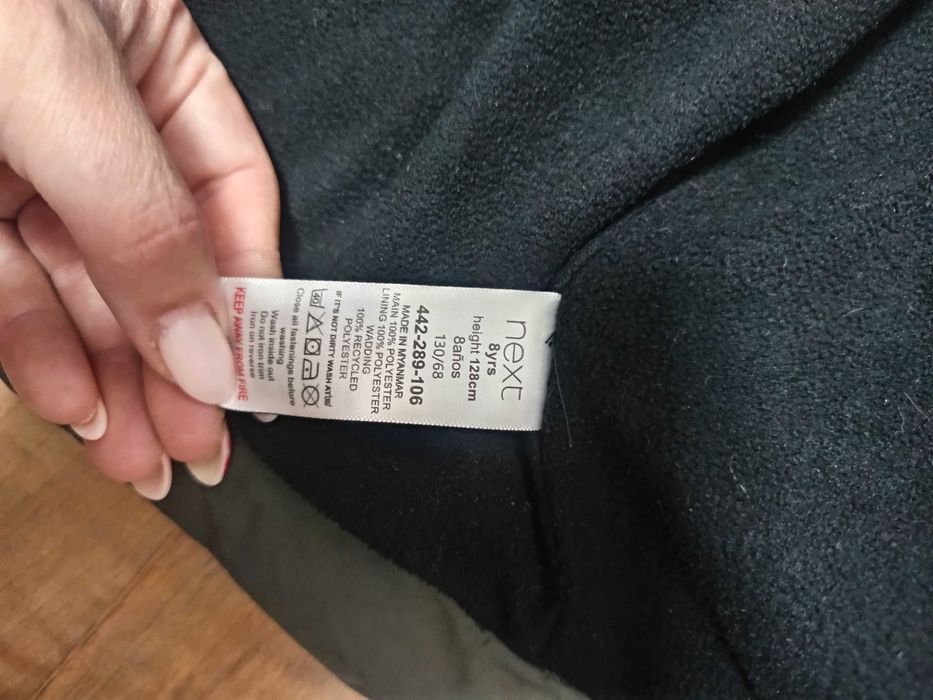 next
8yrs
height 128cm
8años
130/68
442-289-106
MADE IN MYANMAR
MAIN 100% POLYESTER
LINING 100% POLYESTER
WADDING
100% RECYCLED
POLYESTER
IF IT'S NOT DIRTY WASH AT
40
Close all fastenings before
washing
Wash inside out
Do not iron trim
Iron on reverse
KEEP AWAY FROM FIRE